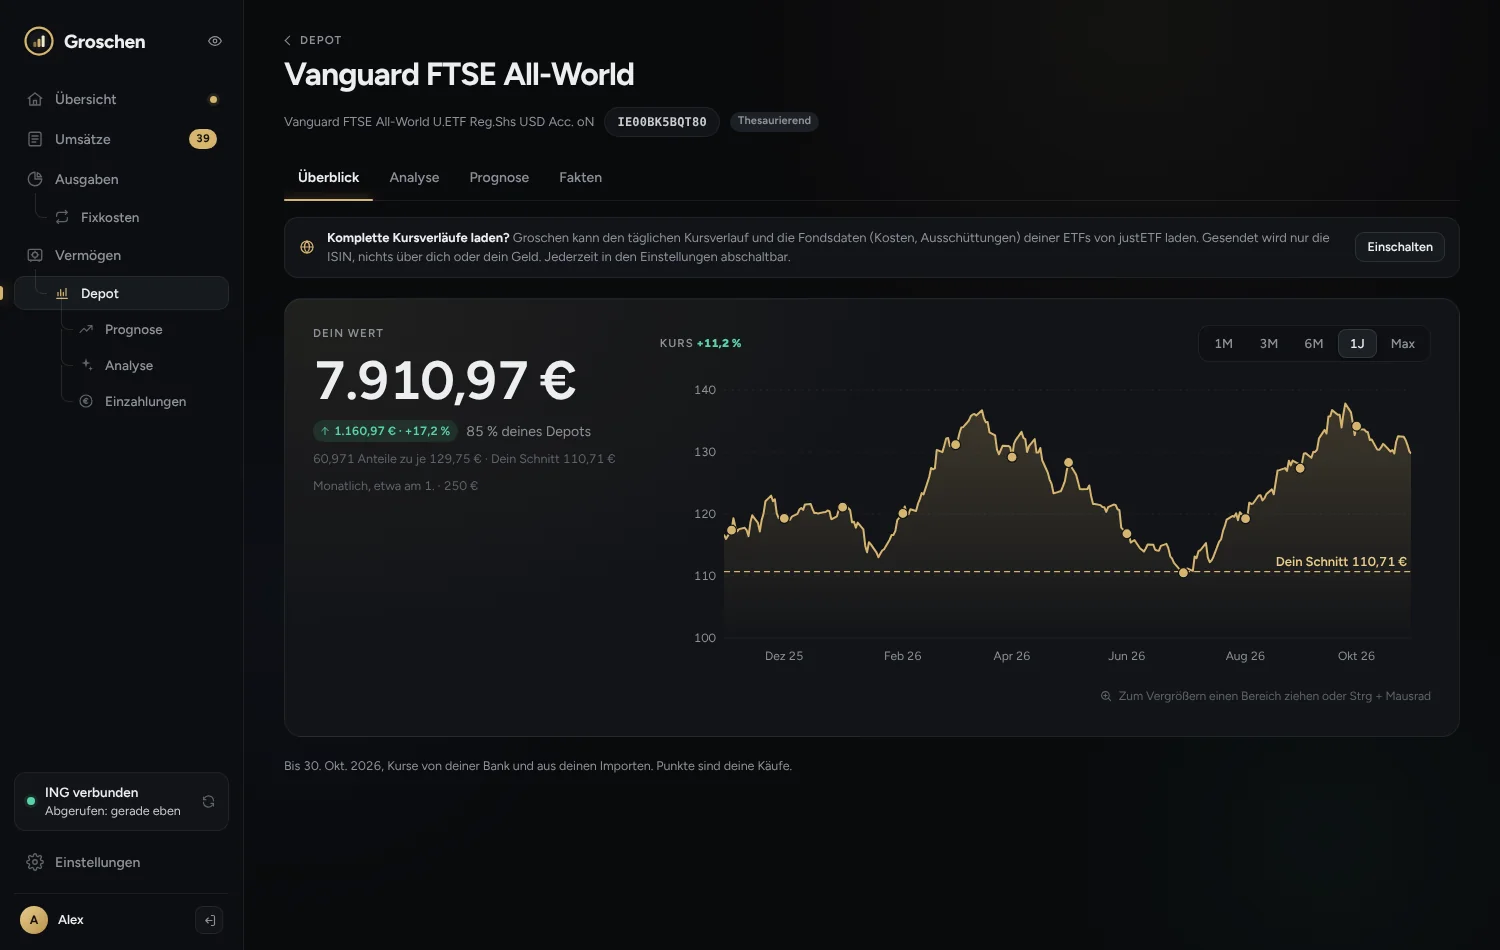 Groschen
Übersicht
Umsätze 39
Ausgaben
Fixkosten
Vermögen
Depot
Prognose
Analyse
Einzahlungen
ING verbunden
Abgerufen: gerade eben
Einstellungen
A Alex
DEPOT
Vanguard FTSE All-World
Vanguard FTSE All-World U.ETF Reg.Shs USD Acc. oN IE00BK5BQT80 Thesaurierend
Überblick Analyse Prognose Fakten
Komplette Kursverläufe laden? Groschen kann den täglichen Kursverlauf und die Fondsdaten (Kosten, Ausschüttungen) deiner ETFs von justETF laden. Gesendet wird nur die
ISIN, nichts über dich oder dein Geld. Jederzeit in den Einstellungen abschaltbar.
Einschalten
DEIN WERT
7.910,97 €
↑ 1.160,97 € · +17,2 % 85 % deines Depots
60,971 Anteile zu je 129,75 € · Dein Schnitt 110,71 €
Monatlich, etwa am 1. · 250 €
KURS +11,2 %
1M 3M 6M 1J Max
140
130
120
110
100
Dein Schnitt 110,71 €
Dez 25 Feb 26 Apr 26 Jun 26 Aug 26 Okt 26
Zum Vergrößern einen Bereich ziehen oder Strg + Mausrad
Bis 30. Okt. 2026, Kurse von deiner Bank und aus deinen Importen. Punkte sind deine Käufe.